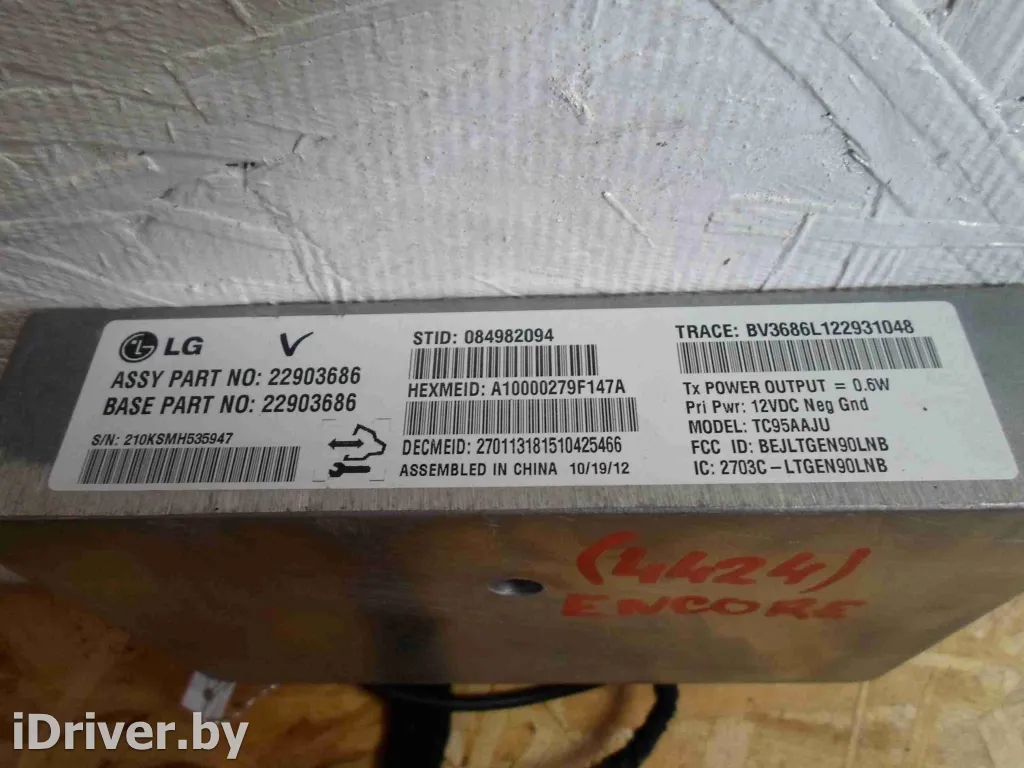 LG
ASSY PART NO: 22903686
BASE PART NO: 22903686
S/N: 210KSMH535947
STID: 084982094
HEXMEID: A10000279F147A
DECMEID: 270113181510425466
ASSEMBLED IN CHINA 10/19/12
TRACE: BV3686L122931048
Tx POWER OUTPUT = 0.6W
Pri Pwr: 12VDC Neg Gnd
MODEL: TC95AAJU
FCC ID: BEJLTGEN90LNB
IC: 2703C-LTGEN90LNB
(4424)
ENCORE
iDriver.by